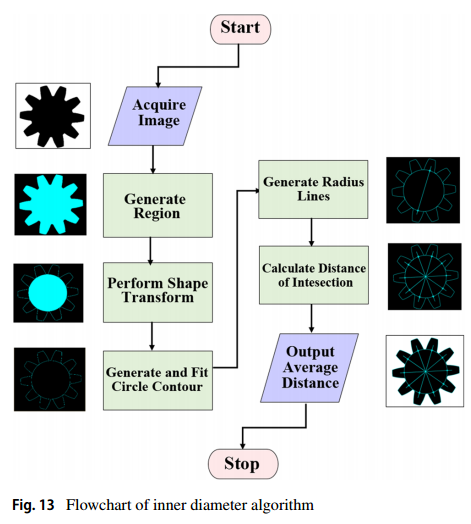 Start
Acquire
Image
Generate
Region
Perform Shape
Transform
Generate and Fit
Circle Contour
Generate Radius
Lines
Calculate Distance
of Intesection
Output
Average
Distance
Stop
Fig. 13 Flowchart of inner diameter algorithm